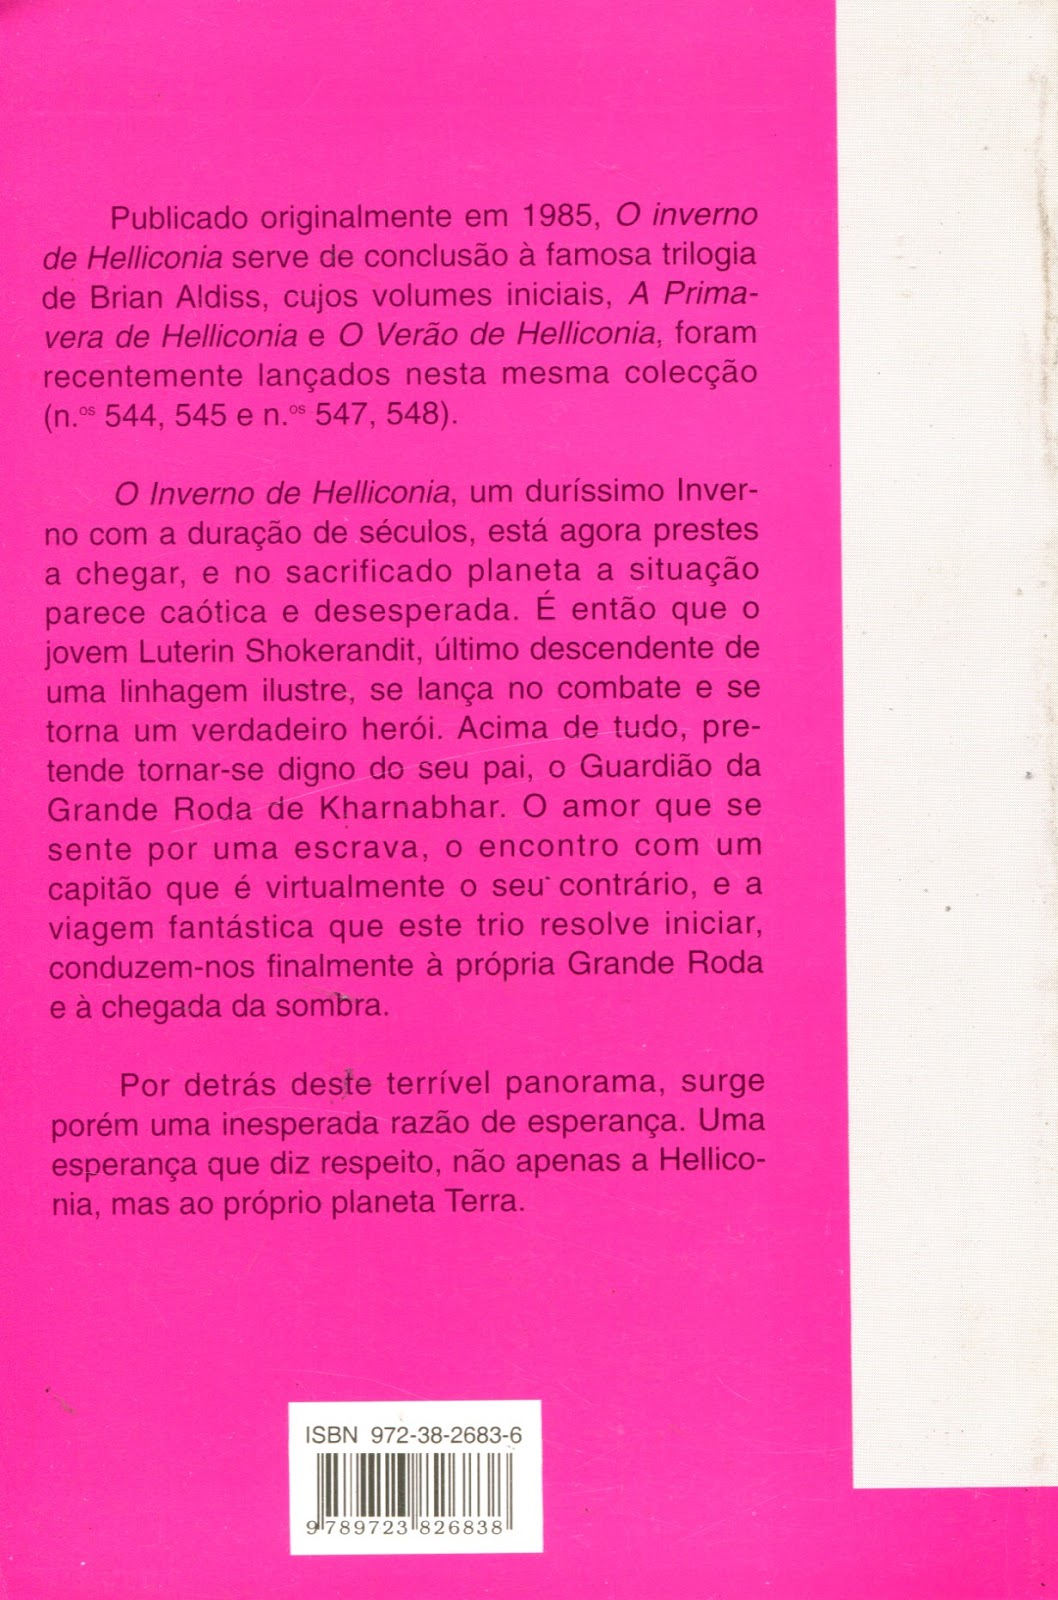 Publicado originalmente em 1985, O inverno
de Helliconia serve de conclusão à famosa trilogia
de Brian Aldiss, cujos volumes iniciais, A Prima-
vera de Helliconia e O Verão de Helliconia, foram
recentemente lançados nesta mesma colecção
(n.os 544, 545 e n.os 547, 548).
O Inverno de Helliconia, um duríssimo Inver-
no com a duração de séculos, está agora prestes
a chegar, e no sacrificado planeta a situação
parece caótica e desesperada. É então que o
jovem Luterin Shokerandit, último descendente de
uma linhagem ilustre, se lança no combate e se
torna um verdadeiro herói. Acima de tudo, pre-
tende tornar-se digno do seu pai, o Guardião da
Grande Roda de Kharnabhar. O amor que se
sente por uma escrava, o encontro com um
capitão que é virtualmente o seu contrário, e a
viagem fantástica que este trio resolve iniciar,
conduzem-nos finalmente à própria Grande Roda
e à chegada da sombra.
Por detrás deste terrível panorama, surge
porém uma inesperada razão de esperança. Uma
esperança que diz respeito, não apenas a Hellico-
nia, mas ao próprio planeta Terra.
ISBN 972-38-2683-6
9 789723 826838